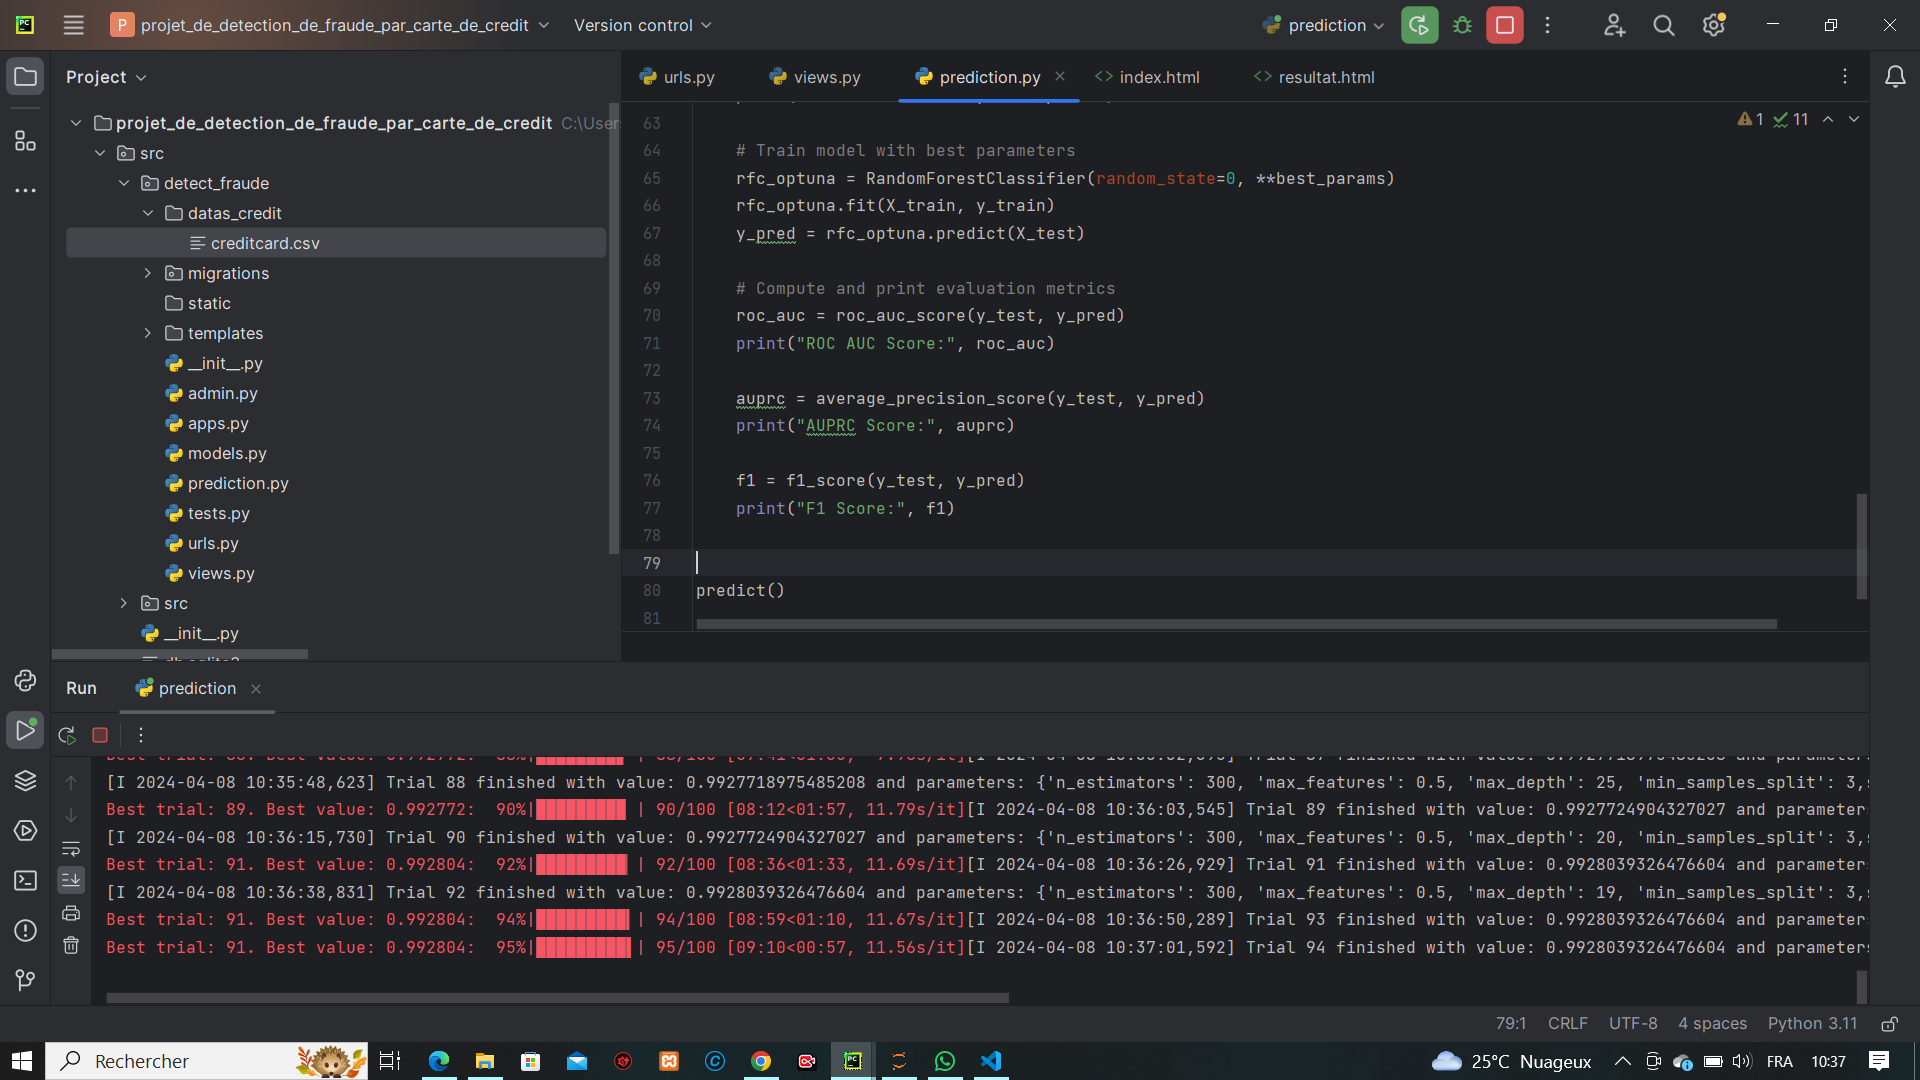 projet_de_detection_de_fraude_par_carte_de_credit
Version control
prediction
Project
projet_de_detection_de_fraude_par_carte_de_credit C:\Users
src
detect_fraude
datas_credit
creditcard.csv
migrations
static
templates
__init__.py
admin.py
apps.py
models.py
prediction.py
tests.py
urls.py
views.py
src
__init__.py
urls.py
views.py
prediction.py
index.html
resultat.html
1 11
63
64 # Train model with best parameters
65 rfc_optuna = RandomForestClassifier(random_state=0, **best_params)
66 rfc_optuna.fit(X_train, y_train)
67 y_pred = rfc_optuna.predict(X_test)
68
69 # Compute and print evaluation metrics
70 roc_auc = roc_auc_score(y_test, y_pred)
71 print("ROC AUC Score:", roc_auc)
72
73 auprc = average_precision_score(y_test, y_pred)
74 print("AUPRC Score:", auprc)
75
76 f1 = f1_score(y_test, y_pred)
77 print("F1 Score:", f1)
78
79
80 predict()
81
Run prediction
[I 2024-04-08 10:35:48,623] Trial 88 finished with value: 0.9927718975485208 and parameters: {'n_estimators': 300, 'max_features': 0.5, 'max_depth': 25, 'min_samples_split': 3,
Best trial: 89. Best value: 0.992772: 90%| | 90/100 [08:12<01:57, 11.79s/it][I 2024-04-08 10:36:03,545] Trial 89 finished with value: 0.9927724904327027 and parameters
[I 2024-04-08 10:36:15,730] Trial 90 finished with value: 0.9927724904327027 and parameters: {'n_estimators': 300, 'max_features': 0.5, 'max_depth': 20, 'min_samples_split': 3,
Best trial: 91. Best value: 0.992804: 92%| | 92/100 [08:36<01:33, 11.69s/it][I 2024-04-08 10:36:26,929] Trial 91 finished with value: 0.9928039326476604 and parameters
[I 2024-04-08 10:36:38,831] Trial 92 finished with value: 0.9928039326476604 and parameters: {'n_estimators': 300, 'max_features': 0.5, 'max_depth': 19, 'min_samples_split': 3,
Best trial: 91. Best value: 0.992804: 94%| | 94/100 [08:59<01:10, 11.67s/it][I 2024-04-08 10:36:50,289] Trial 93 finished with value: 0.9928039326476604 and parameters
Best trial: 91. Best value: 0.992804: 95%| | 95/100 [09:10<00:57, 11.56s/it][I 2024-04-08 10:37:01,592] Trial 94 finished with value: 0.9928039326476604 and parameters
79:1 CRLF UTF-8 4 spaces Python 3.11
Rechercher
25°C Nuageux
FRA
10:37